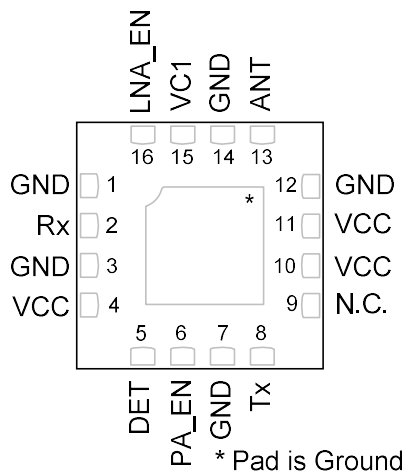 LNA_EN VC1 GND ANT
16 15 14 13
GND 1 * 12 GND
Rx 2 11 VCC
GND 3 10 VCC
VCC 4 9 N.C.
5 6 7 8
DET PA_EN GND Tx
* Pad is Ground